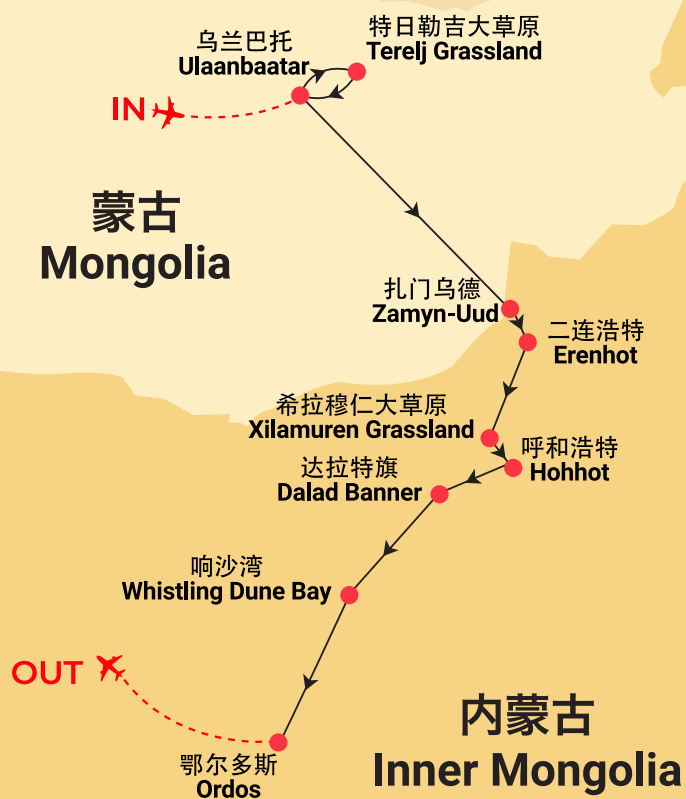 乌兰巴托
Ulaanbaatar
特日勒吉大草原
Terelj Grassland
IN
蒙古
Mongolia
扎门乌德
Zamyn-Uud
二连浩特
Erenhot
希拉穆仁大草原
Xilamuren Grassland
呼和浩特
Hohhot
达拉特旗
Dalad Banner
响沙湾
Whistling Dune Bay
OUT
鄂尔多斯
Ordos
内蒙古
Inner Mongolia